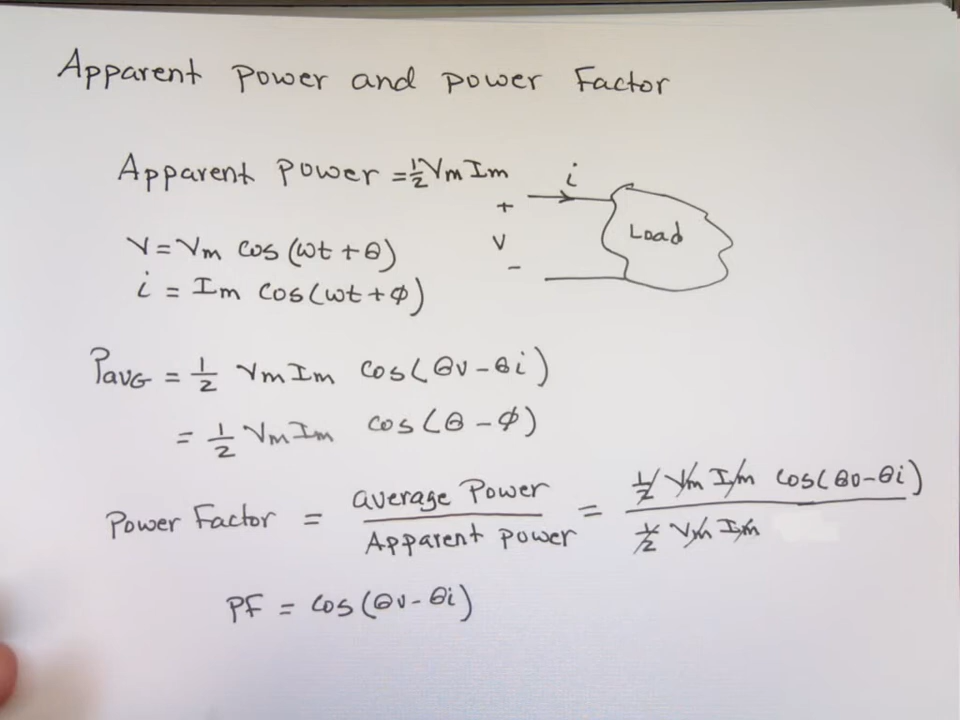 Apparent power and power Factor
Apparent power = 1/2 Vm Im
i
+
V
-
Load
V = Vm cos (ωt + θ)
i = Im cos(ωt + φ)
PAVG = 1/2 Vm Im cos(θv - θi)
= 1/2 Vm Im cos(θ - φ)
Power Factor = average Power / Apparent power = 1/2 Vm Im cos(θv - θi) / 1/2 Vm Im
PF = cos(θv - θi)